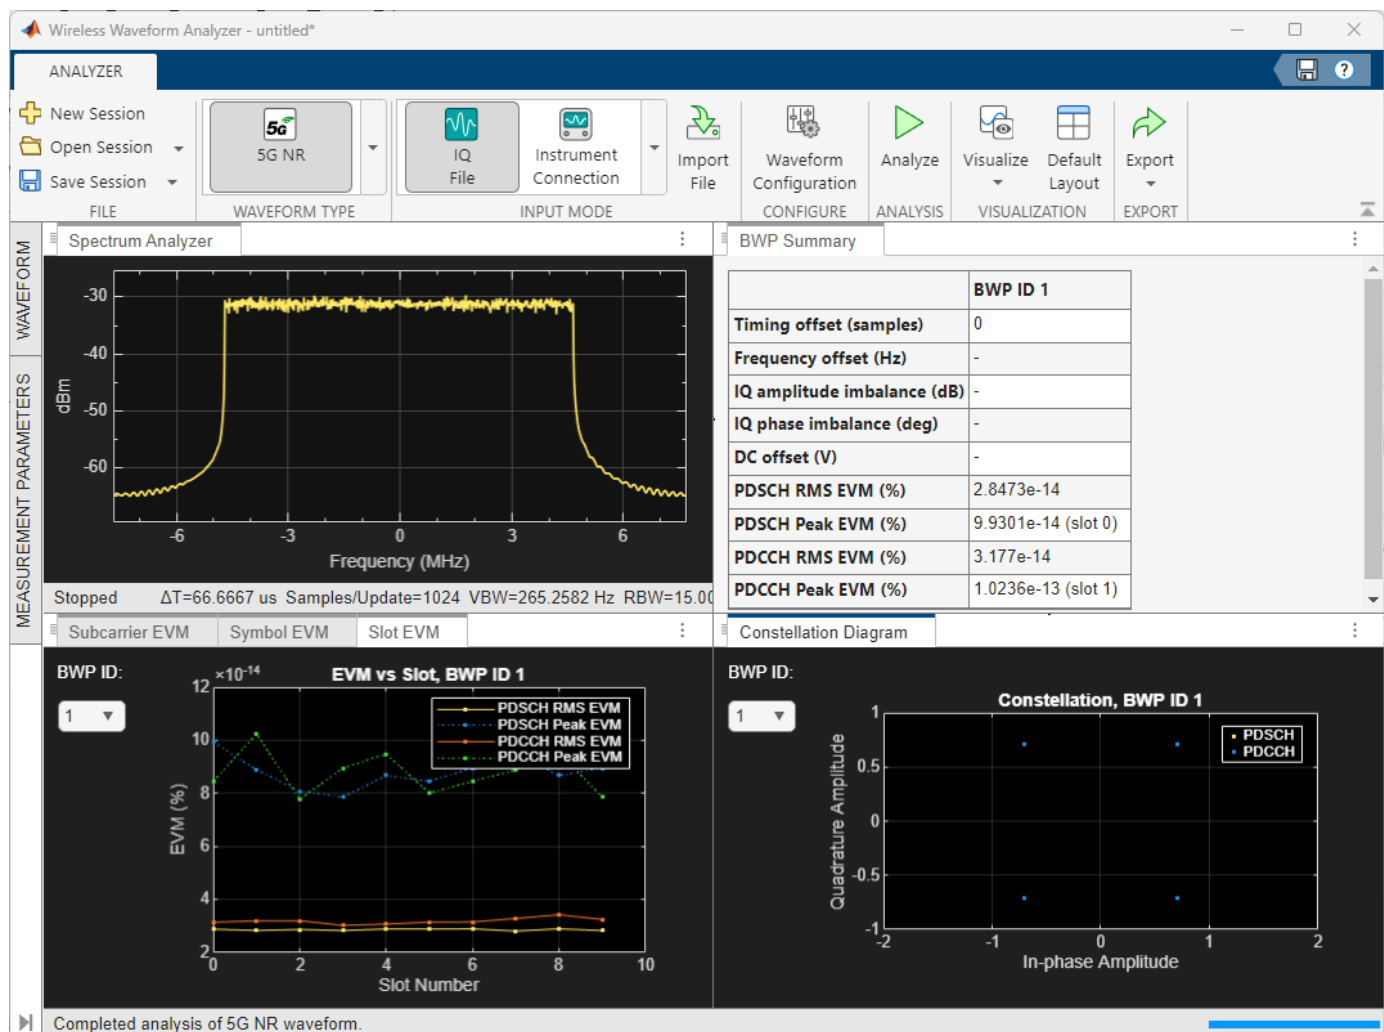 Wireless Waveform Analyzer - untitled*
ANALYZER
?
New Session
Open Session
Save Session
FILE
5G
5G NR
WAVEFORM TYPE
IQ
File
Instrument
Connection
INPUT MODE
Import
File
Waveform
Configuration
CONFIGURE
Analyze
ANALYSIS
Visualize
Default
Layout
VISUALIZATION
Export
EXPORT
WAVEFORM
MEASUREMENT PARAMETERS
Spectrum Analyzer
-30
-40
-50
-60
dBm
-6 -3 0 3 6
Frequency (MHz)
Stopped ΔT=66.6667 us Samples/Update=1024 VBW=265.2582 Hz RBW=15.00
BWP Summary
BWP ID 1
Timing offset (samples) 0
Frequency offset (Hz) -
IQ amplitude imbalance (dB) -
IQ phase imbalance (deg) -
DC offset (V) -
PDSCH RMS EVM (%) 2.8473e-14
PDSCH Peak EVM (%) 9.9301e-14 (slot 0)
PDCCH RMS EVM (%) 3.177e-14
PDCCH Peak EVM (%) 1.0236e-13 (slot 1)
Subcarrier EVM Symbol EVM Slot EVM
BWP ID:
1
×10-14
EVM vs Slot, BWP ID 1
PDSCH RMS EVM
PDSCH Peak EVM
PDCCH RMS EVM
PDCCH Peak EVM
12
10
8
6
4
2
EVM (%)
0 2 4 6 8 10
Slot Number
Constellation Diagram
BWP ID:
1
Constellation, BWP ID 1
PDSCH
PDCCH
1
0.5
0
-0.5
-1
Quadrature Amplitude
-2 -1 0 1 2
In-phase Amplitude
Completed analysis of 5G NR waveform.